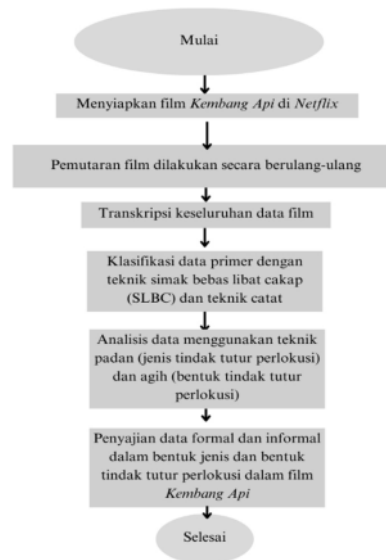 Mulai
Menyiapkan film Kembang Api di Netflix
Pemutaran film dilakukan secara berulang-ulang
Transkripsi keseluruhan data film
Klasifikasi data primer dengan
teknik simak bebas libat cakap
(SLBC) dan teknik catat
Analisis data menggunakan teknik
padan (jenis tindak tutur perlokusi)
dan agih (bentuk tindak tutur
perlokusi)
Penyajian data formal dan informal
dalam bentuk jenis dan bentuk
tindak tutur perlokusi dalam film
Kembang Api
Selesai